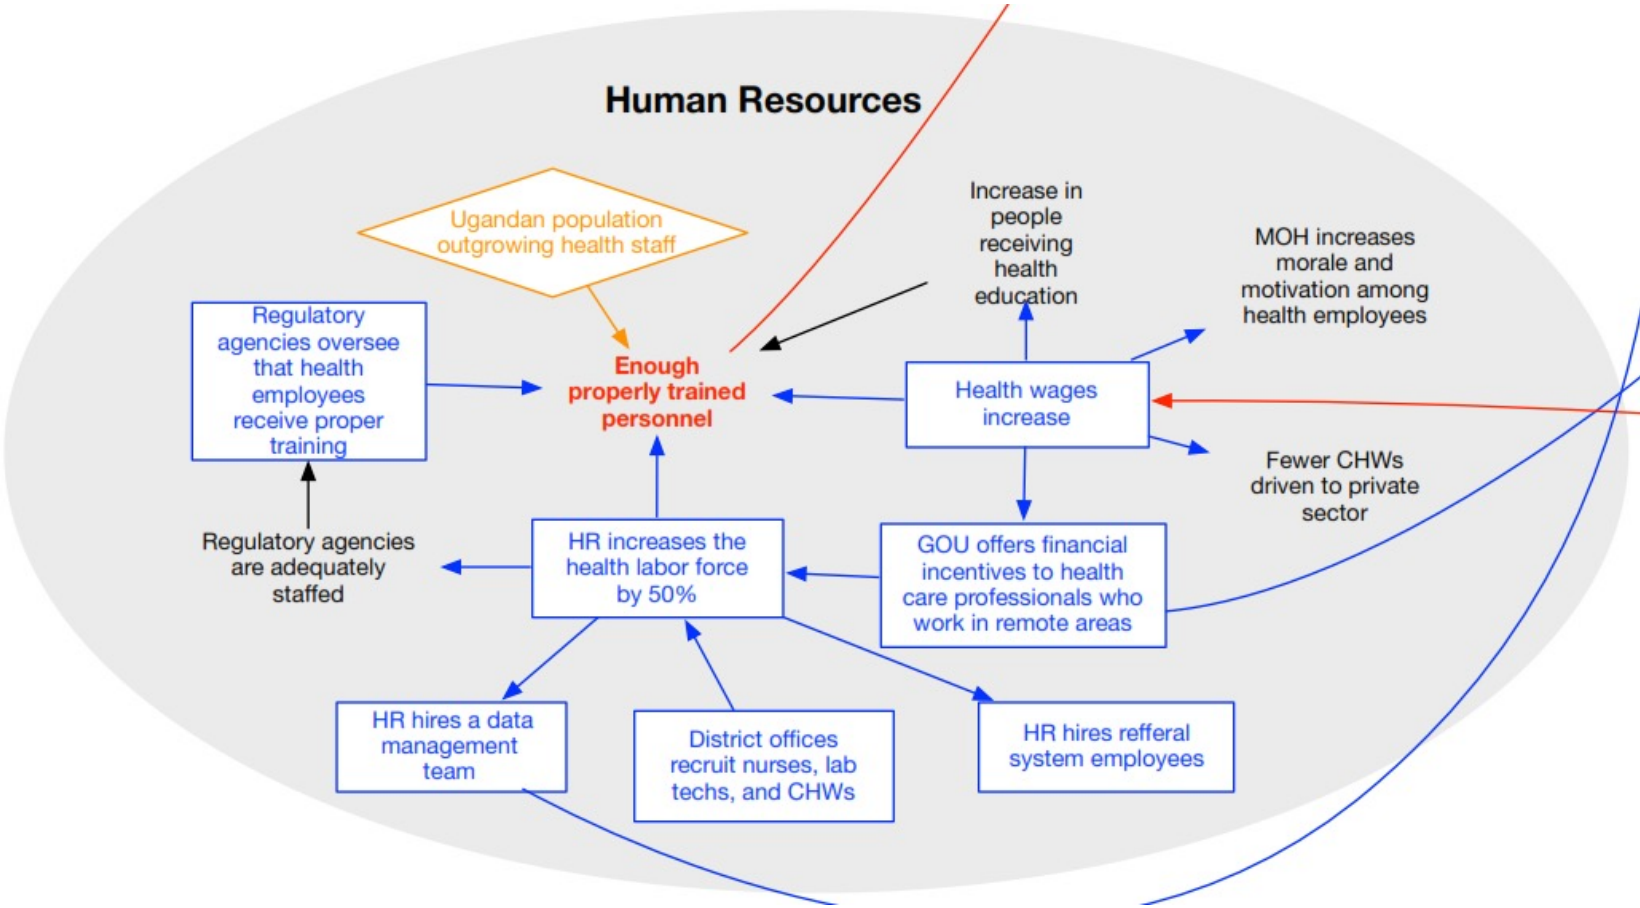 Human Resources
Ugandan population
outgrowing health staff
Increase in
people
receiving
health
education
MOH increases
morale and
motivation among
health employees
Regulatory
agencies oversee
that health
employees
receive proper
training
Enough
properly trained
personnel
Health wages
increase
Fewer CHWs
driven to private
sector
Regulatory agencies
are adequately
staffed
HR increases the
health labor force
by 50%
GOU offers financial
incentives to health
care professionals who
work in remote areas
HR hires a data
management
team
District offices
recruit nurses, lab
techs, and CHWs
HR hires refferal
system employees